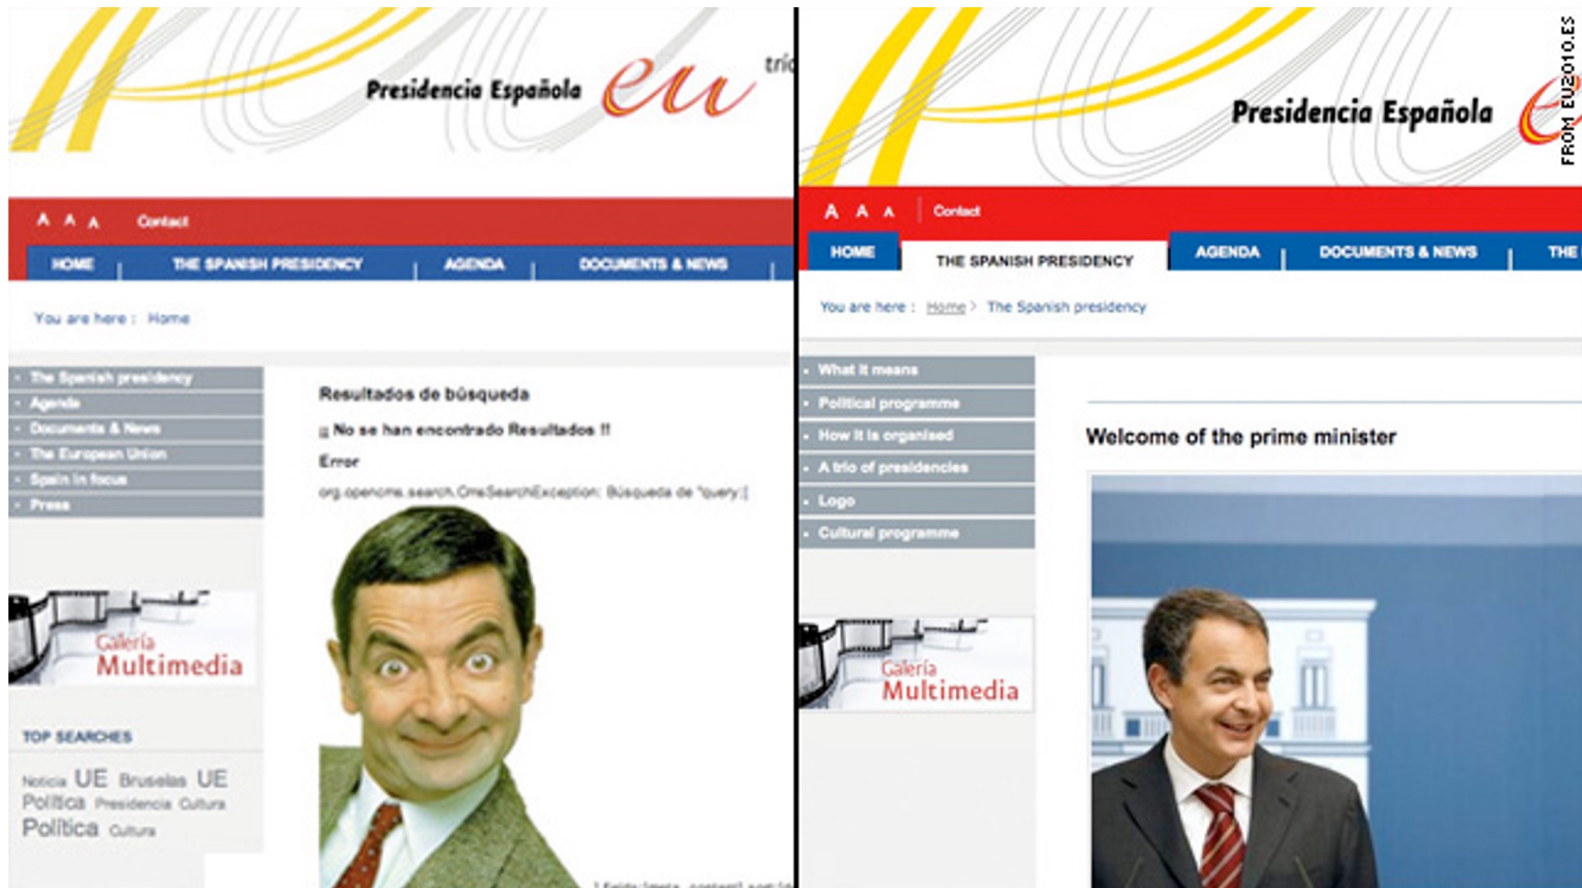 Presidencia Española eu
trío
A A A Contact
HOME THE SPANISH PRESIDENCY AGENDA DOCUMENTS & NEWS
You are here : Home
The Spanish presidency
Agenda
Documents & News
The European Union
Spain in focus
Press
Galería
Multimedia
TOP SEARCHES
Noticia UE Bruselas UE
Política Presidencia Cultura
Política Cultura
Resultados de búsqueda
¡¡ No se han encontrado Resultados !!
Error
org.opencms.search.CmsSearchException: Búsqueda de "query:[
Presidencia Española e
FROM EU2010.ES
A A A Contact
HOME THE SPANISH PRESIDENCY AGENDA DOCUMENTS & NEWS THE
You are here : Home > The Spanish presidency
What it means
Political programme
How it is organised
A trio of presidencies
Logo
Cultural programme
Galería
Multimedia
Welcome of the prime minister